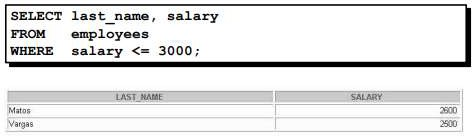 SELECT last_name, salary
FROM employees
WHERE salary <= 3000;
LAST_NAME SALARY
Matos 2600
Vargas 2500